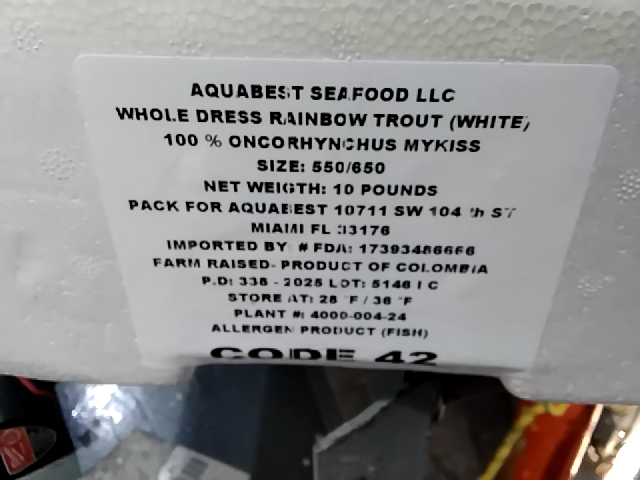 AQUABEST SEAFOOD LLC
WHOLE DRESS RAINBOW TROUT (WHITE)
100 % ONCORHYNCHUS MYKISS
SIZE: 550/650
NET WEIGTH: 10 POUNDS
PACK FOR AQUABEST 10711 SW 104 th ST
MIAMI FL 33176
IMPORTED BY: # FDA: 17393486666
FARM RAISED- PRODUCT OF COLOMBIA
P.D: 338 - 2025 LOT: 5146 I C
STORE AT: 28 °F / 36 °F
PLANT #: 4000-004-24
ALLERGEN PRODUCT (FISH)
CODE 42